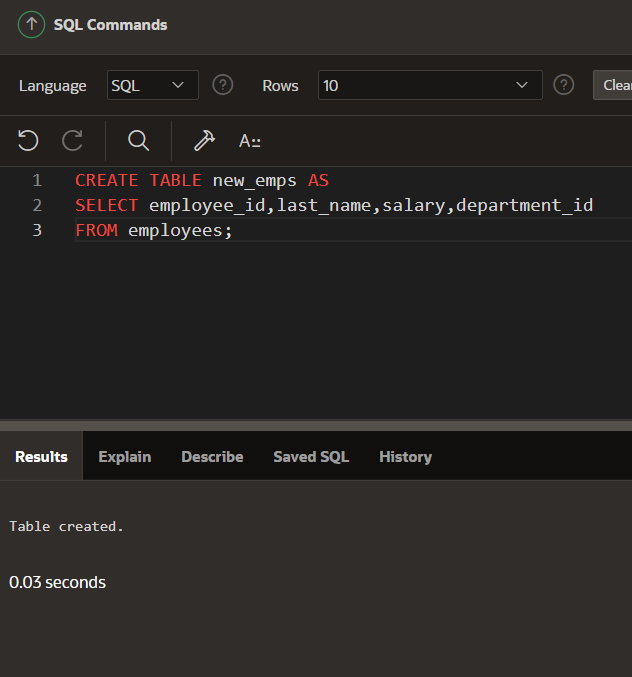 SQL Commands
Language SQL ? Rows 10 ? Clear
A::
1 CREATE TABLE new_emps AS
2 SELECT employee_id,last_name,salary,department_id
3 FROM employees;
Results Explain Describe Saved SQL History
Table created.
0.03 seconds